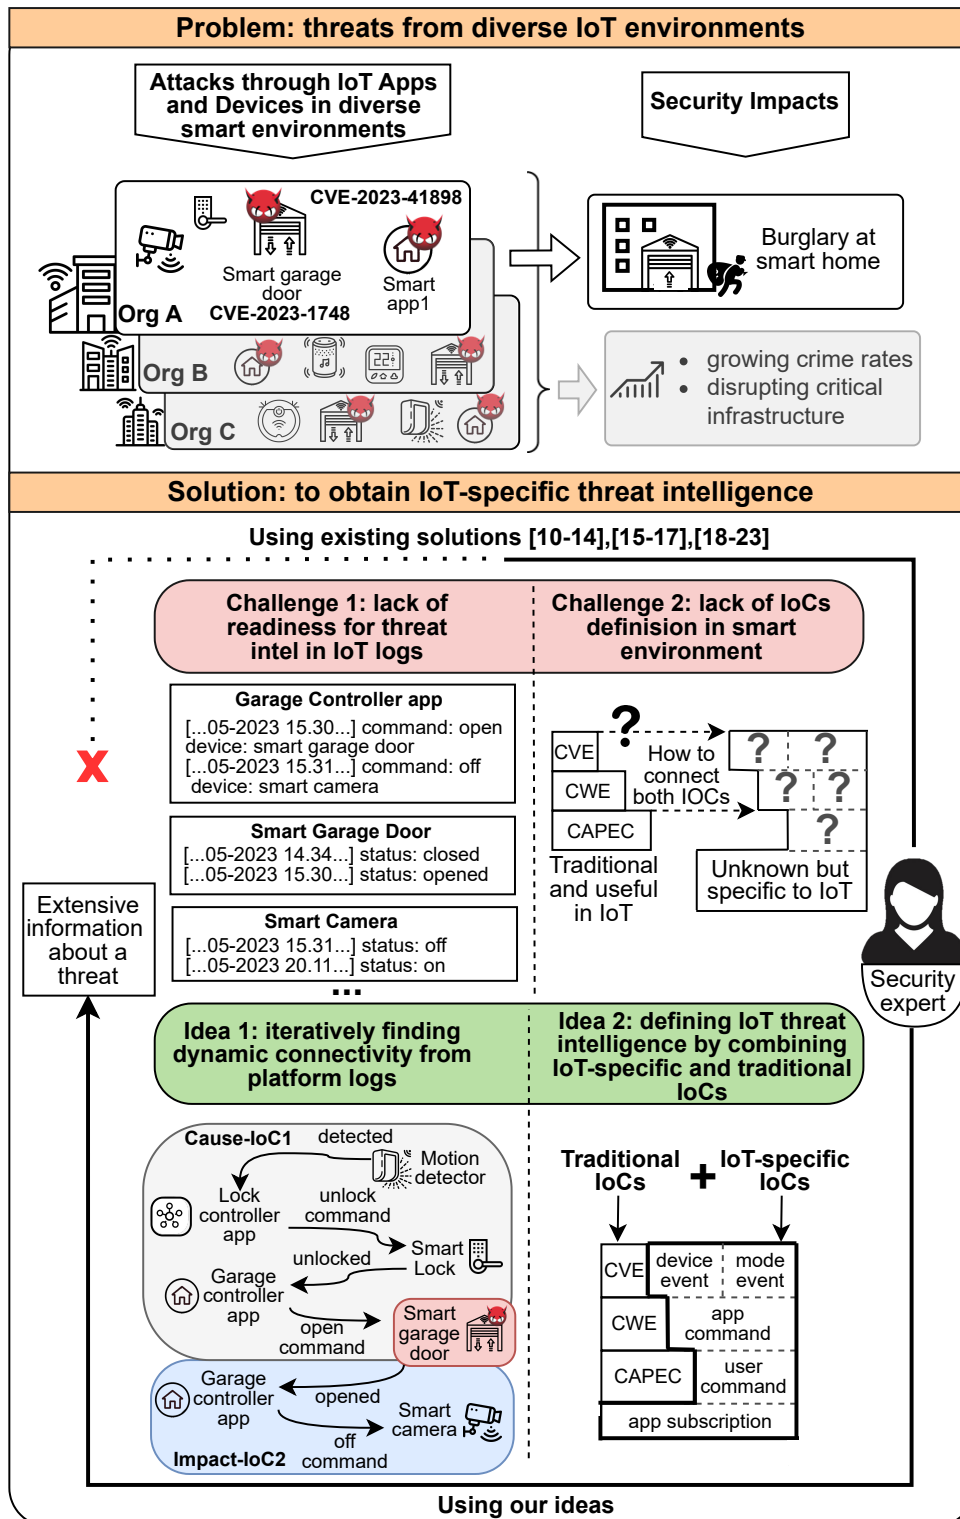 Problem: threats from diverse IoT environments
Attacks through IoT Apps
and Devices in diverse
smart environments
Security Impacts
CVE-2023-41898
Smart garage
door
CVE-2023-1748
Smart
app1
Org A
Burglary at
smart home
22:
Org B
Org C
• growing crime rates
• disrupting critical
infrastructure
Solution: to obtain IoT-specific threat intelligence
Using existing solutions [10-14],[15-17],[18-23]
Challenge 1: lack of
readiness for threat
intel in IoT logs
Challenge 2: lack of IoCs
definision in smart
environment
Garage Controller app
[...05-2023 15.30...] command: open
device: smart garage door
[...05-2023 15.31...] command: off
device: smart camera
Smart Garage Door
[...05-2023 14.34...] status: closed
[...05-2023 15.30...] status: opened
Smart Camera
[...05-2023 15.31...] status: off
[...05-2023 20.11...] status: on
...
?
CVE
CWE
CAPEC
How to
connect
both IOCs
? ?
? ?
?
Traditional
and useful
in IoT
Unknown but
specific to IoT
X
Extensive
information
about a
threat
Security
expert
Idea 1: iteratively finding
dynamic connectivity from
platform logs
Idea 2: defining IoT threat
intelligence by combining
IoT-specific and traditional
IoCs
Cause-IoC1
detected
Motion
detector
Lock
controller
app
unlock
command
Smart
Lock
unlocked
Garage
controller
app
open
command
Smart
garage
door
Garage
controller
app
opened
Smart
camera
off
command
Impact-IoC2
Traditional
IoCs
+
IoT-specific
IoCs
CVE
device
event
mode
event
CWE
app
command
CAPEC
user
command
app subscription
Using our ideas